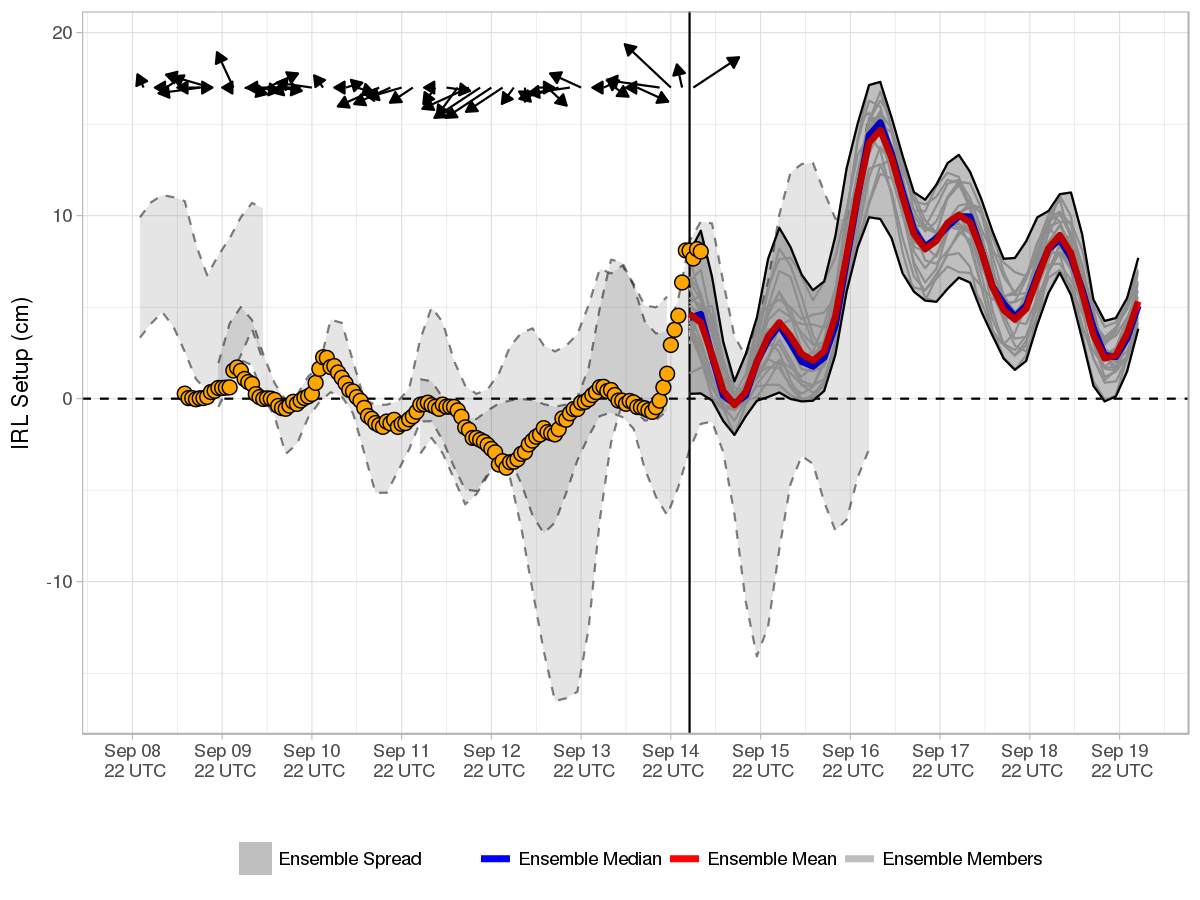 20
10
0
-10
IRL Setup (cm)
Sep 08
22 UTC
Sep 09
22 UTC
Sep 10
22 UTC
Sep 11
22 UTC
Sep 12
22 UTC
Sep 13
22 UTC
Sep 14
22 UTC
Sep 15
22 UTC
Sep 16
22 UTC
Sep 17
22 UTC
Sep 18
22 UTC
Sep 19
22 UTC
Ensemble Spread
Ensemble Median
Ensemble Mean
Ensemble Members